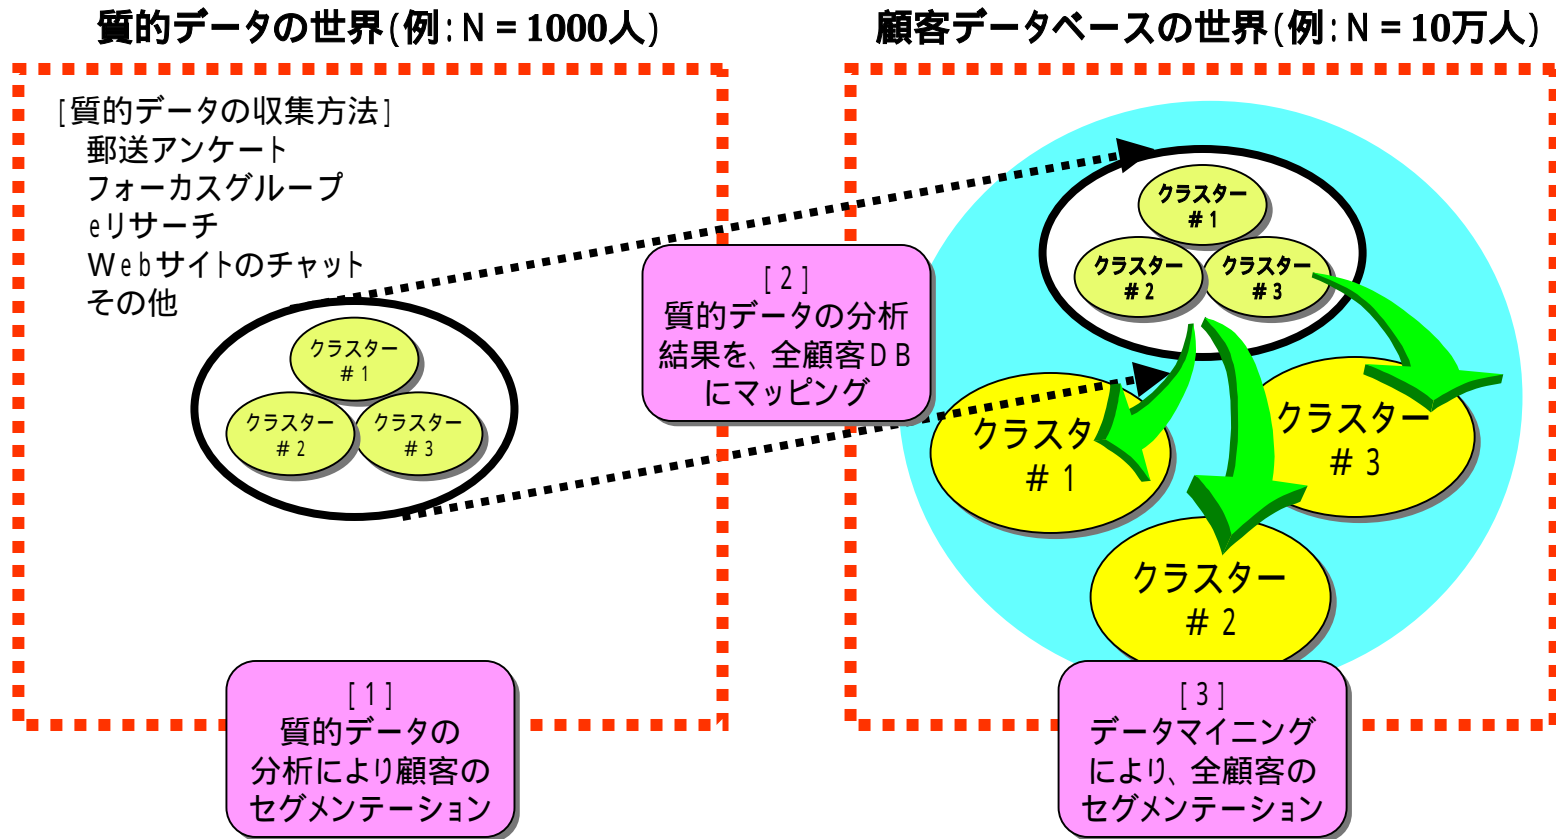 質的データの世界(例:N=1000人)
[質的データの収集方法]
郵送アンケート
フォーカスグループ
eリサーチ
Webサイトのチャット
その他
クラスター
#1
クラスター
#2
クラスター
#3
[1]
質的データの
分析により顧客の
セグメンテーション
[2]
質的データの分析
結果を、全顧客DB
にマッピング
顧客データベースの世界(例:N=10万人)
クラスター
#1
クラスター
#2
クラスター
#3
クラスタ
#1
クラスター
#2
クラスター
#3
[3]
データマイニング
により、全顧客の
セグメンテーション